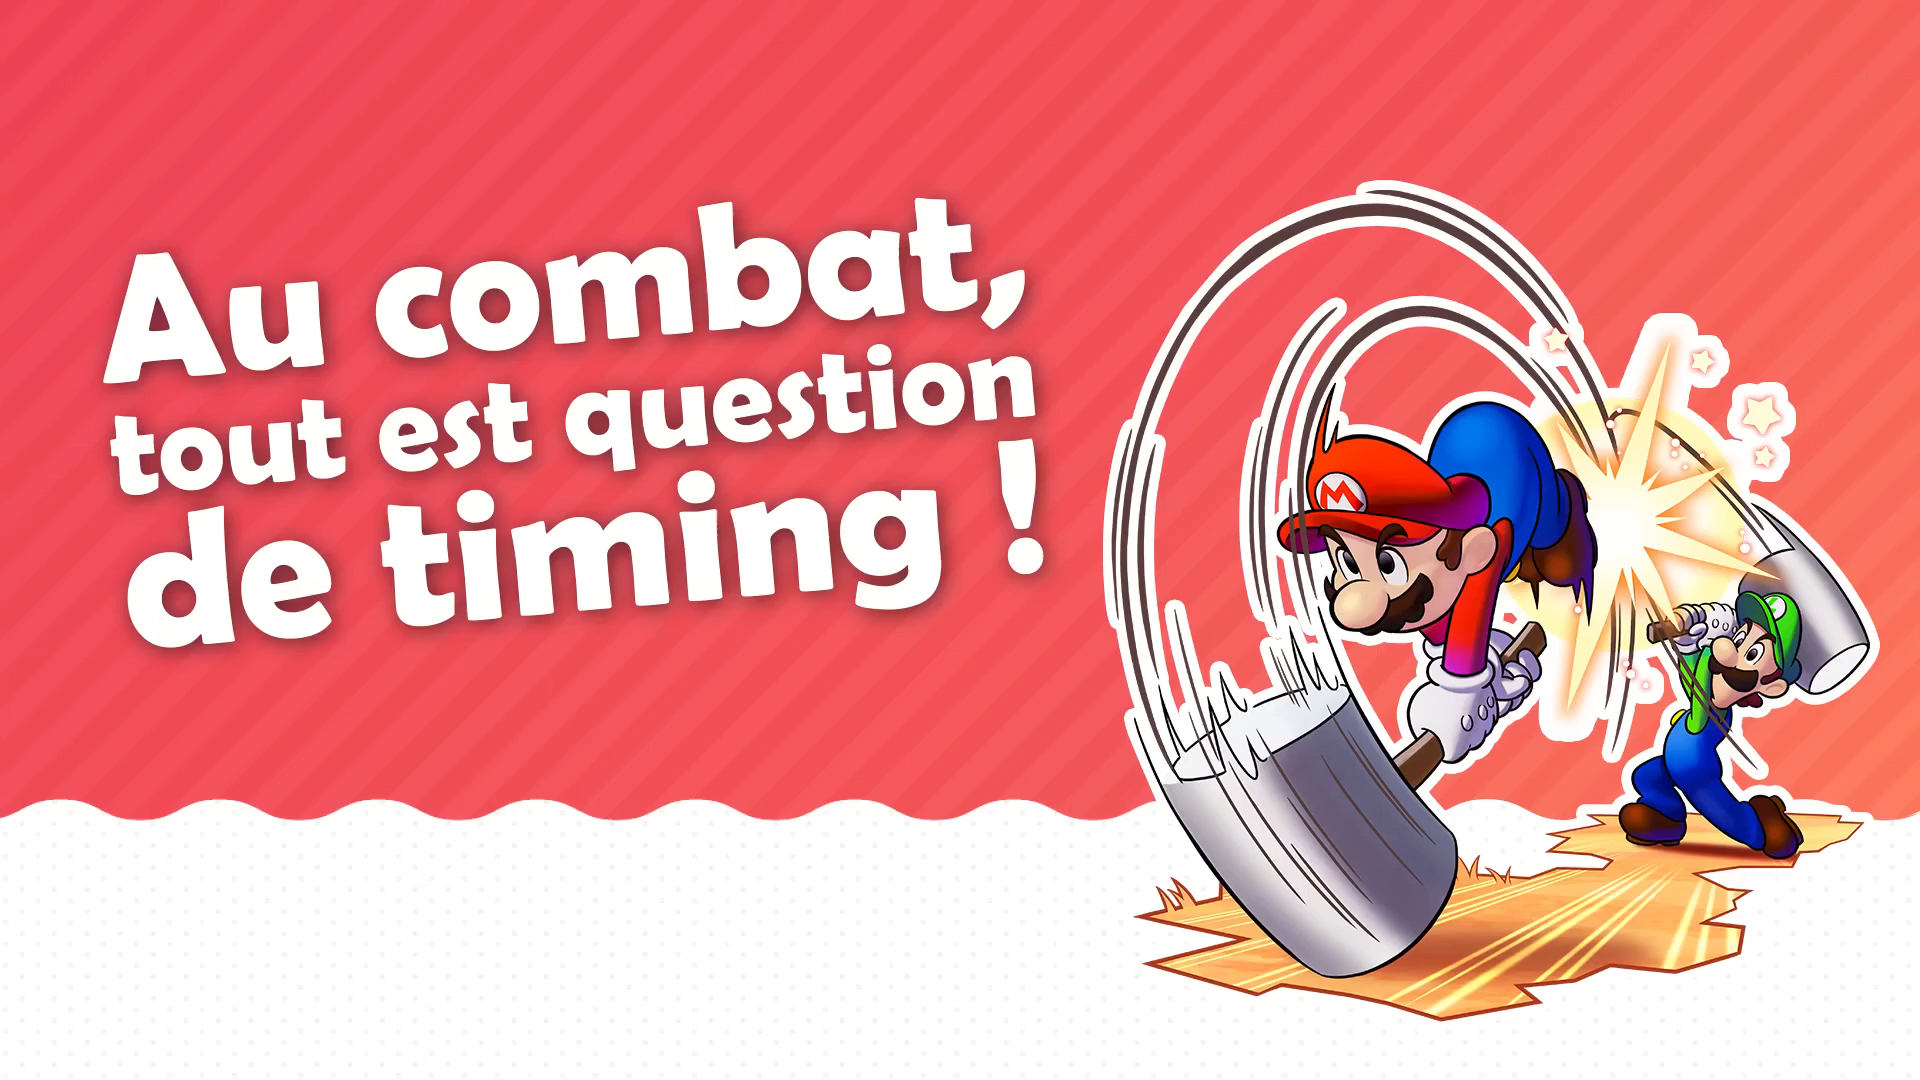 Au combat,
tout est question
de timing !
M
L